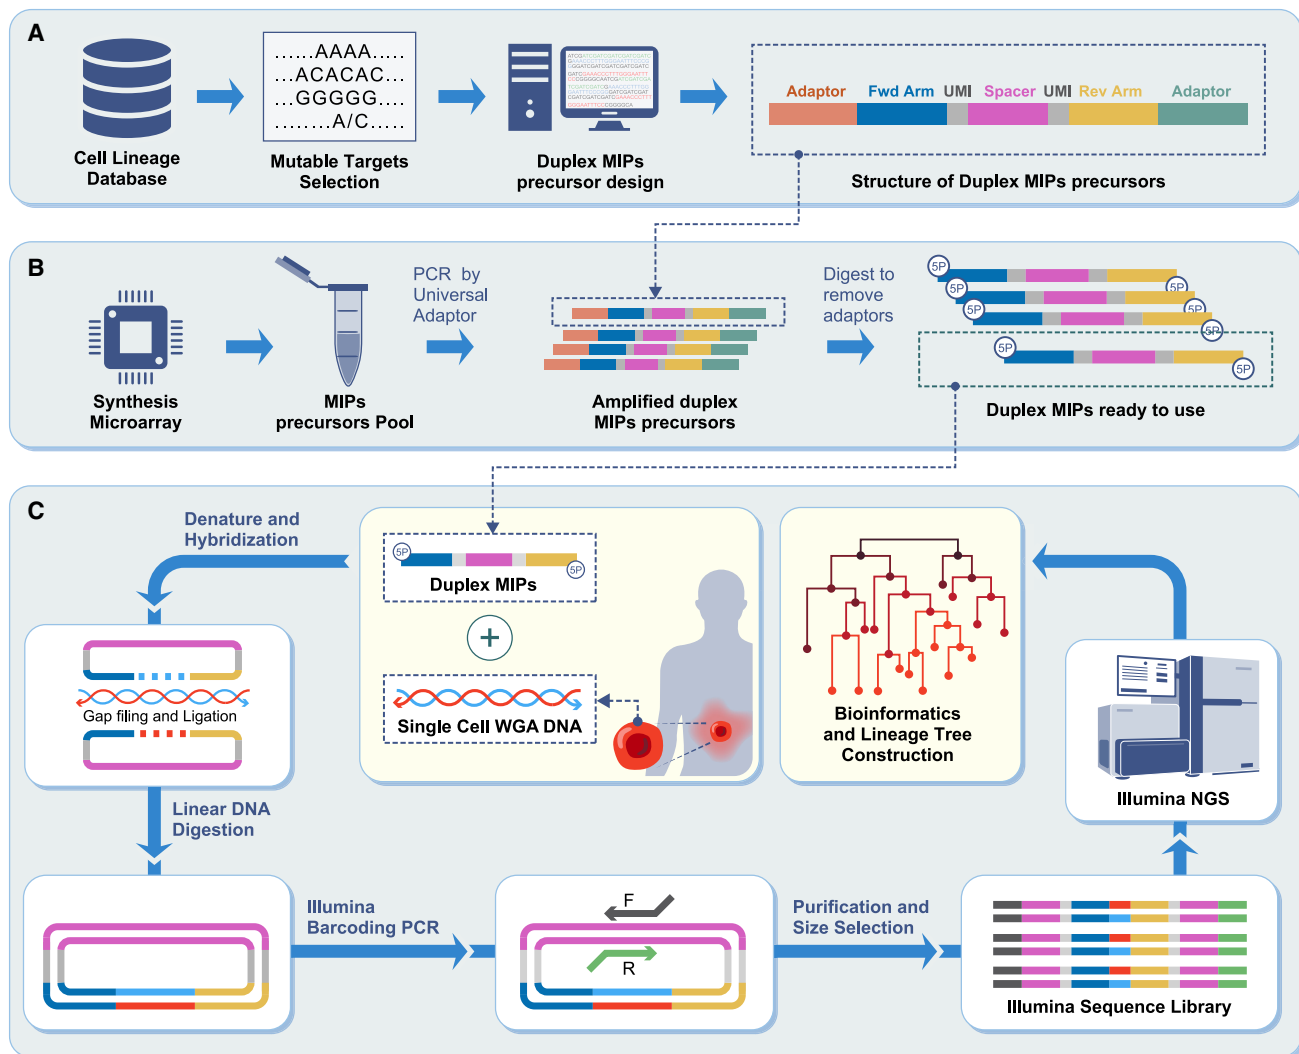 A
......AAAA.....
...ACACAC...
...GGGGG....
.........A/C.....
Cell Lineage
Database
Mutable Targets
Selection
Duplex MIPs
precursor design
Adaptor Fwd Arm UMI Spacer UMI Rev Arm Adaptor
Structure of Duplex MIPs precursors
B
PCR by
Universal
Adaptor
Digest to
remove
adaptors
5P
5P
5P
5P
5P
5P
5P
5P
Synthesis
Microarray
MIPs
precursors Pool
Amplified duplex
MIPs precursors
Duplex MIPs ready to use
C
Denature and
Hybridization
5P
5P
Duplex MIPs
+
Single Cell WGA DNA
Gap filing and Ligation
Bioinformatics
and Lineage Tree
Construction
Illumina NGS
Linear DNA
Digestion
Illumina
Barcoding PCR
F
R
Purification and
Size Selection
Illumina Sequence Library